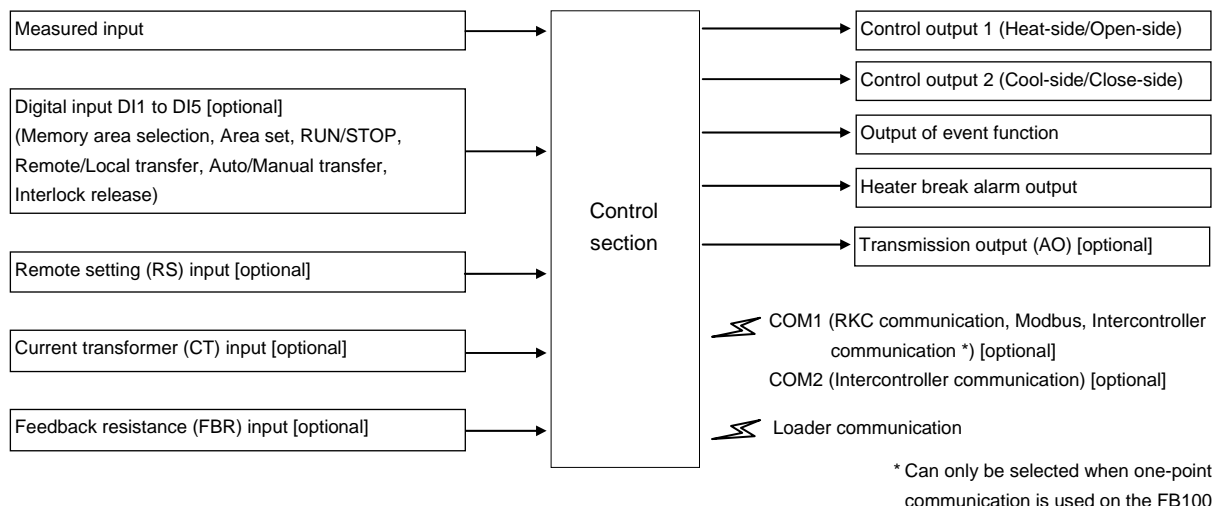 Measured input
Digital input DI1 to DI5 [optional]
(Memory area selection, Area set, RUN/STOP,
Remote/Local transfer, Auto/Manual transfer,
Interlock release)
Remote setting (RS) input [optional]
Current transformer (CT) input [optional]
Feedback resistance (FBR) input [optional]
Control
section
Control output 1 (Heat-side/Open-side)
Control output 2 (Cool-side/Close-side)
Output of event function
Heater break alarm output
Transmission output (AO) [optional]
COM1 (RKC communication, Modbus, Intercontroller
communication *) [optional]
COM2 (Intercontroller communication) [optional]
Loader communication
* Can only be selected when one-point
communication is used on the FB100